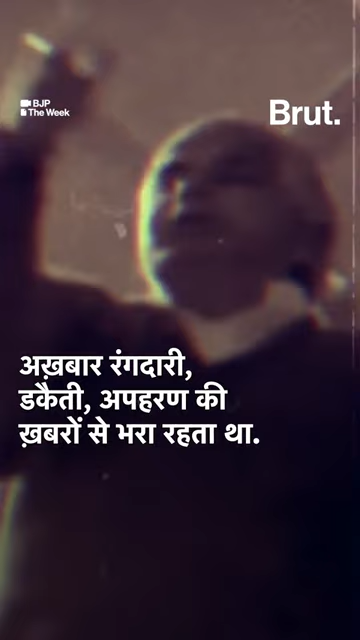 BJP
The Week
Brut.
अख़बार रंगदारी,
डकैती, अपहरण की
ख़बरों से भरा रहता था.